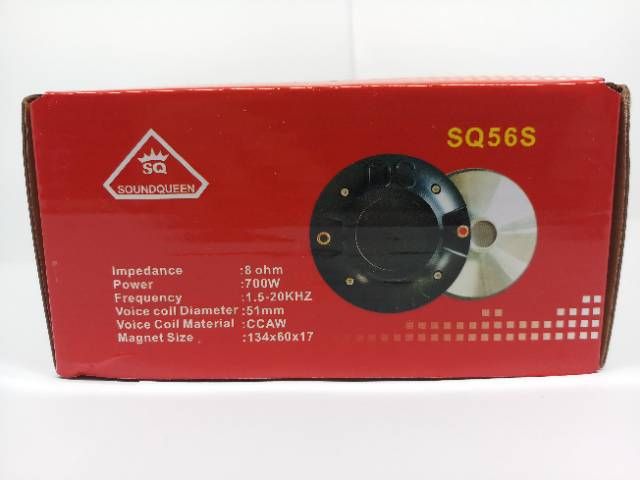 SQ
SOUNDQUEEN
SQ56S
Impedance :8 ohm
Power :700W
Frequency :1.5-20KHZ
Voice coil Diameter :51mm
Voice Coil Material :CCAW
Magnet Size :134x60x17